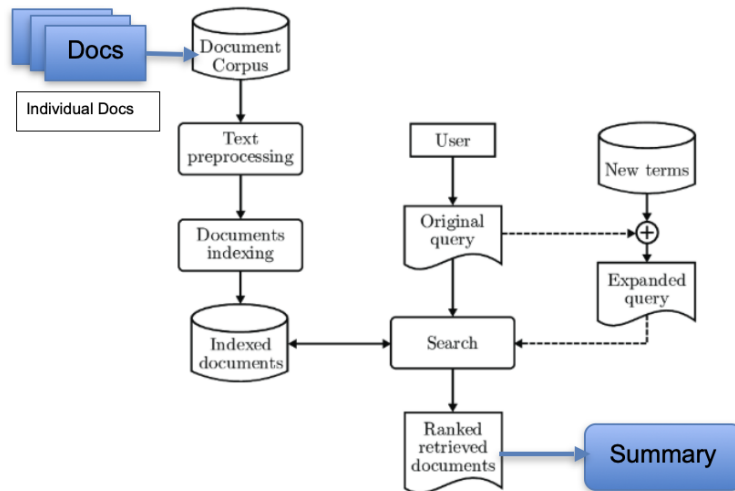 Docs
Document
Corpus
Individual Docs
Text
preprocessing
User
New terms
Documents
indexing
Original
query
+
Expanded
query
Indexed
documents
Search
Ranked
retrieved
documents
Summary